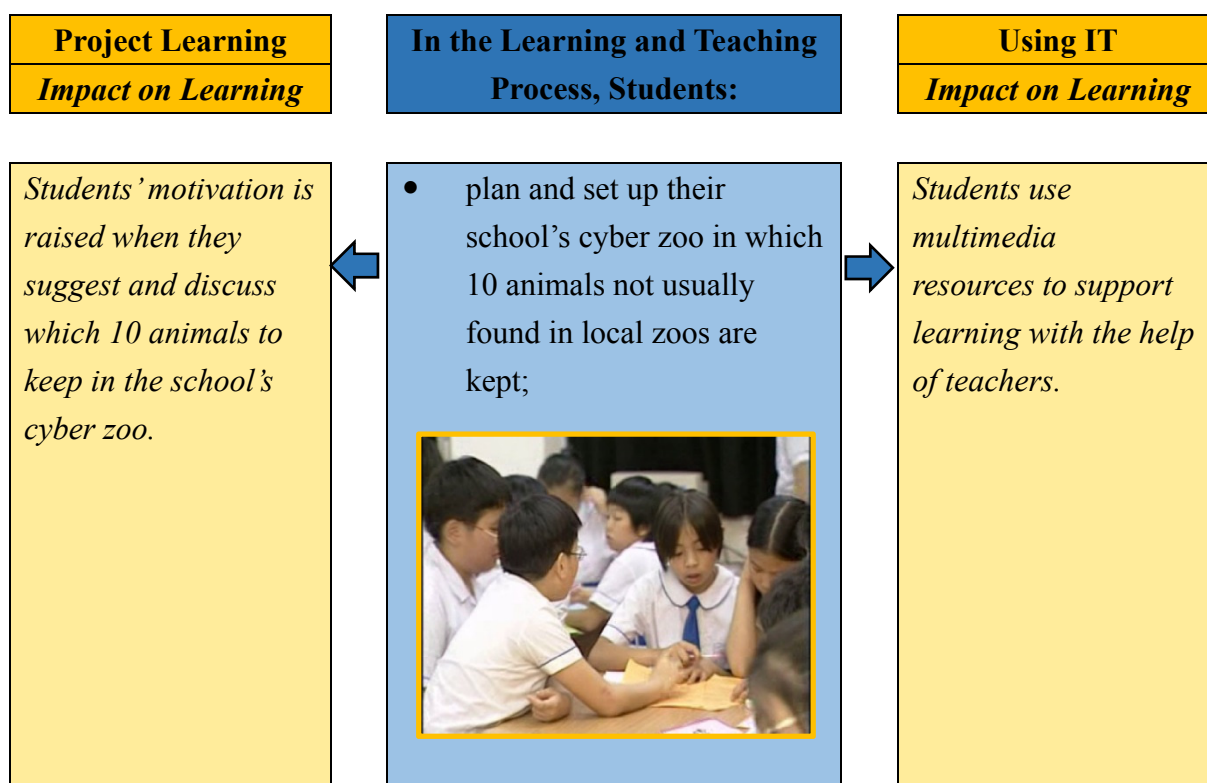 Project Learning
Impact on Learning
In the Learning and Teaching
Process, Students:
Using IT
Impact on Learning
Students’ motivation is
raised when they
suggest and discuss
which 10 animals to
keep in the school’s
cyber zoo.
• plan and set up their
school’s cyber zoo in which
10 animals not usually
found in local zoos are
kept;
Students use
multimedia
resources to support
learning with the help
of teachers.